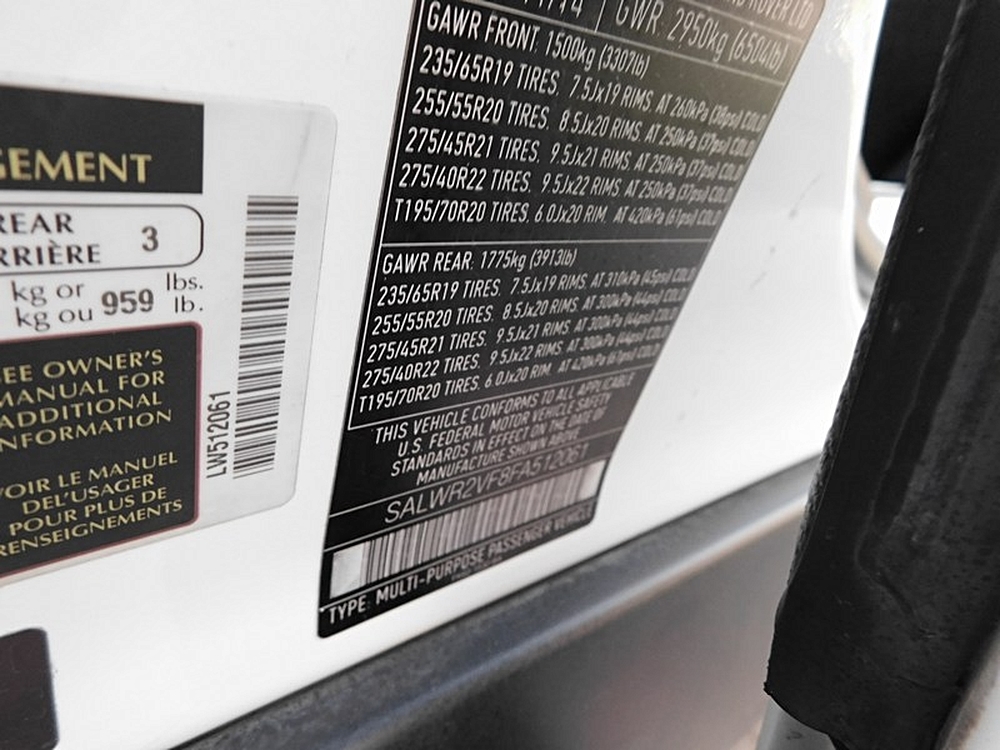 GEMENT
REAR
RRIÈRE
3
kg or
kg ou
959
lbs.
lb.
SEE OWNER'S
MANUAL FOR
ADDITIONAL
INFORMATION
VOIR LE MANUEL
DEL'USAGER
POUR PLUS DE
RENSEIGNEMENTS
LW512061
ROVER LTD
GWR: 2950kg (6504lb)
GAWR FRONT: 1500kg (3307lb)
235/65R19 TIRES. 7.5Jx19 RIMS. AT 260kPa (38psi) COLD
255/55R20 TIRES. 8.5Jx20 RIMS. AT 250kPa (37psi) COLD
275/45R21 TIRES. 9.5Jx21 RIMS. AT 250kPa (37psi) COLD
275/40R22 TIRES. 9.5Jx22 RIMS. AT 250kPa (37psi) COLD
T195/70R20 TIRES. 6.0Jx20 RIM. AT 420kPa (61psi) COLD
GAWR REAR: 1775kg (3913lb)
235/65R19 TIRES. 7.5Jx19 RIMS. AT 310kPa (45psi) COLD
255/55R20 TIRES. 8.5Jx20 RIMS. AT 300kPa (44psi) COLD
275/45R21 TIRES. 9.5Jx21 RIMS. AT 300kPa (44psi) COLD
275/40R22 TIRES. 9.5Jx22 RIMS. AT 300kPa (44psi) COLD
T195/70R20 TIRES. 6.0Jx20 RIM. AT 420kPa (61psi) COLD
THIS VEHICLE CONFORMS TO ALL APPLICABLE
U.S. FEDERAL MOTOR VEHICLE SAFETY
STANDARDS IN EFFECT ON THE DATE OF
MANUFACTURE SHOWN ABOVE
SALWR2VF8FA512061
TYPE: MULTI-PURPOSE PASSENGER VEHICLE